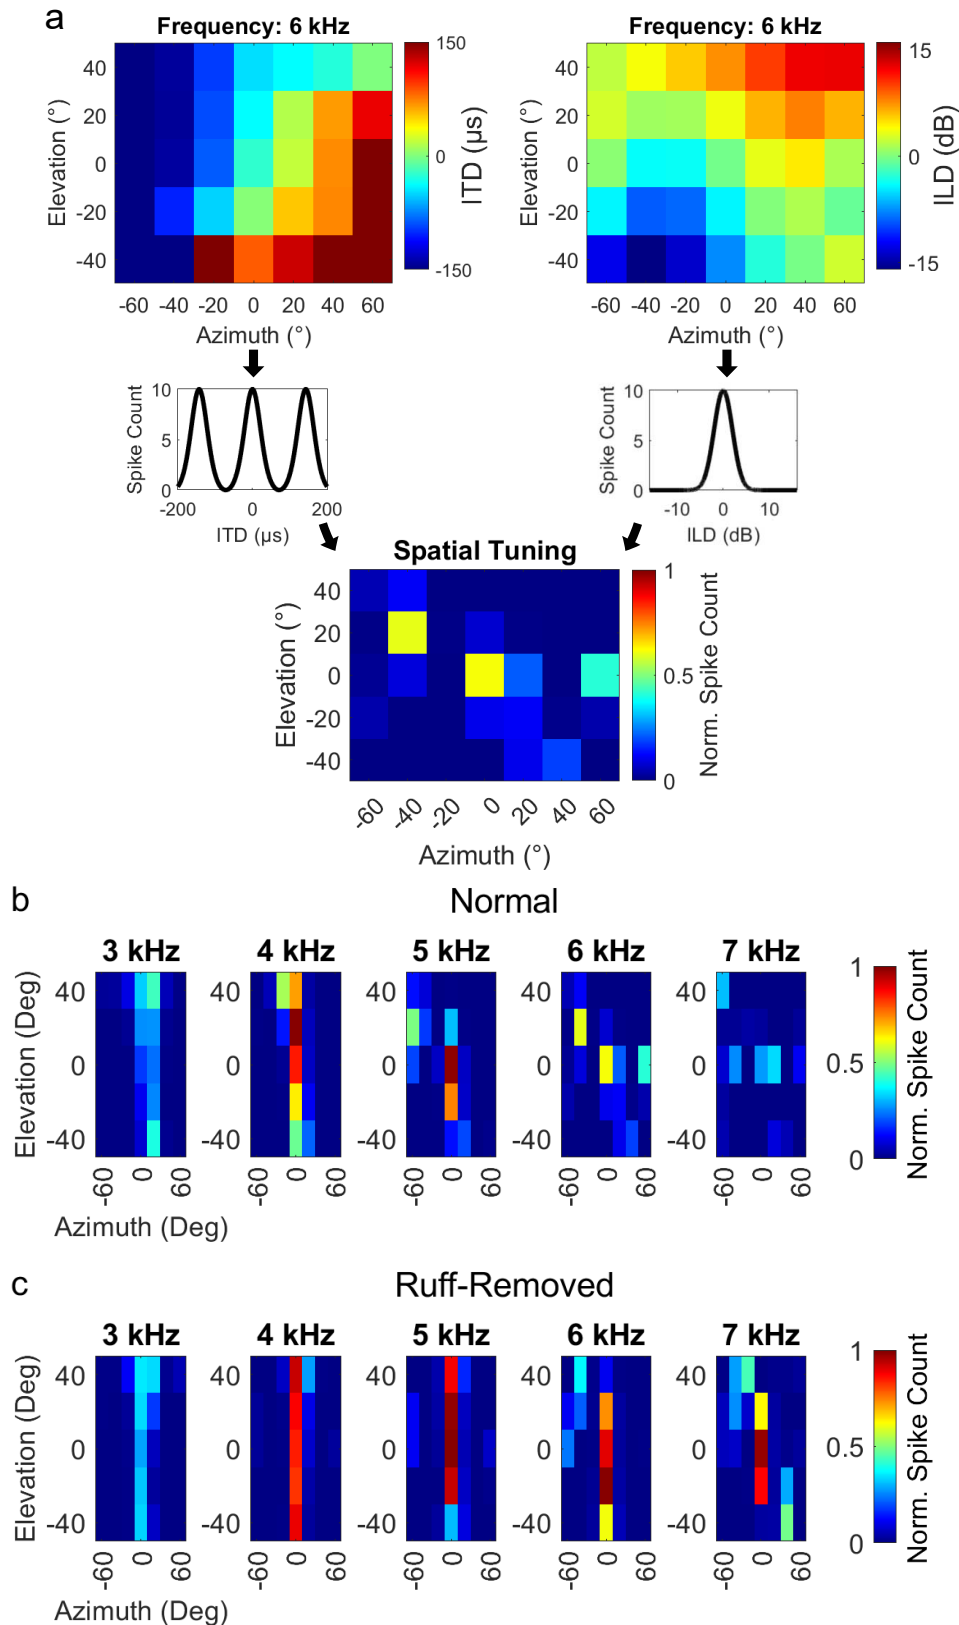 a
Frequency: 6 kHz
Elevation (°)
40
20
0
-20
-40
-60 -40 -20 0 20 40 60
Azimuth (°)
150
0
-150
ITD (µs)
Frequency: 6 kHz
Elevation (°)
40
20
0
-20
-40
-60 -40 -20 0 20 40 60
Azimuth (°)
15
0
-15
ILD (dB)
Spike Count
10
5
0
-200 0 200
ITD (µs)
Spike Count
10
5
0
-10 0 10
ILD (dB)
Spatial Tuning
Elevation (°)
40
20
0
-20
-40
-60 -40 -20 0 20 40 60
Azimuth (°)
1
0.5
0
Norm. Spike Count
b
Normal
3 kHz 4 kHz 5 kHz 6 kHz 7 kHz
Elevation (Deg)
40 40 40 40 40
0 0 0 0 0
-40 -40 -40 -40 -40
-60 0 60 -60 0 60 -60 0 60 -60 0 60 -60 0 60
Azimuth (Deg)
1
0.5
0
Norm. Spike Count
c
Ruff-Removed
3 kHz 4 kHz 5 kHz 6 kHz 7 kHz
Elevation (Deg)
40 40 40 40 40
0 0 0 0 0
-40 -40 -40 -40 -40
-60 0 60 -60 0 60 -60 0 60 -60 0 60 -60 0 60
Azimuth (Deg)
1
0.5
0
Norm. Spike Count